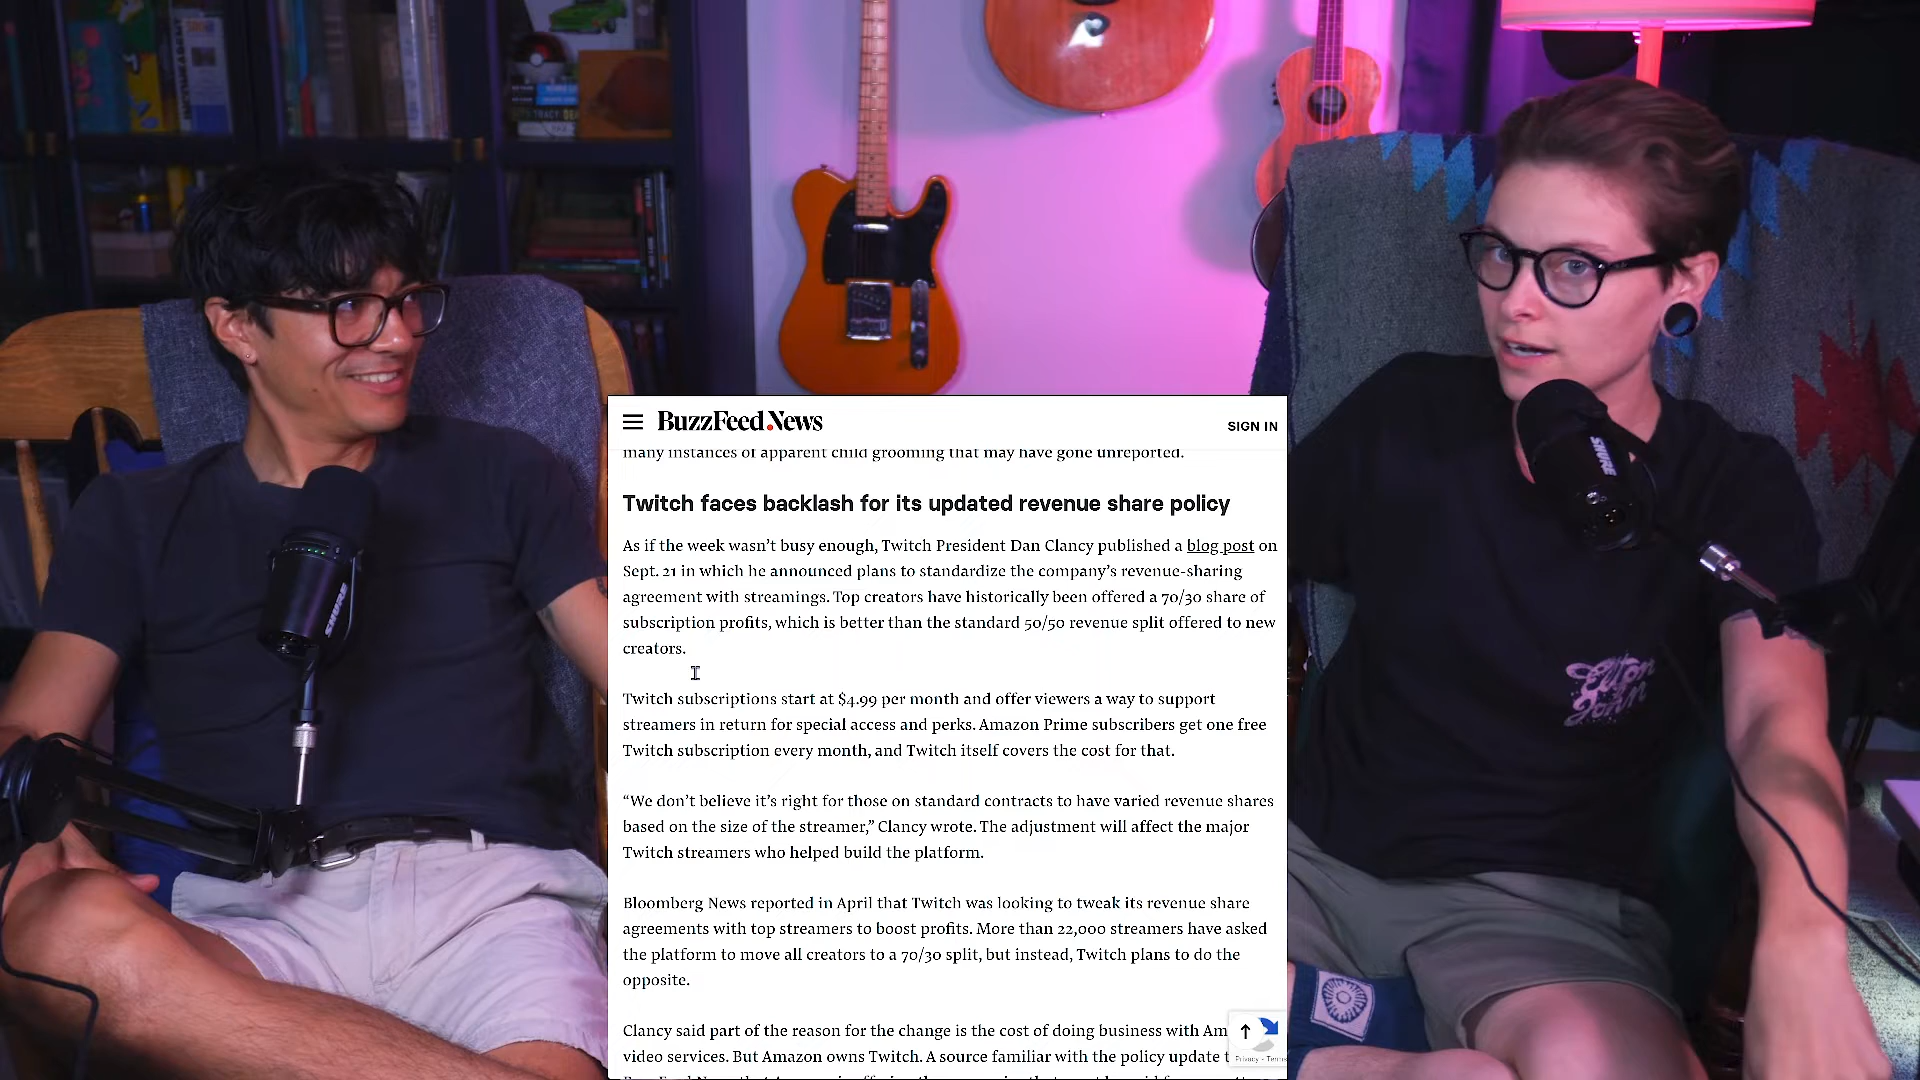 BuzzFeed.News
SIGN IN
many instances of apparent child grooming that may have gone unreported.
Twitch faces backlash for its updated revenue share policy
As if the week wasn’t busy enough, Twitch President Dan Clancy published a blog post on
Sept. 21 in which he announced plans to standardize the company’s revenue-sharing
agreement with streamings. Top creators have historically been offered a 70/30 share of
subscription profits, which is better than the standard 50/50 revenue split offered to new
creators.
Twitch subscriptions start at $4.99 per month and offer viewers a way to support
streamers in return for special access and perks. Amazon Prime subscribers get one free
Twitch subscription every month, and Twitch itself covers the cost for that.
“We don’t believe it’s right for those on standard contracts to have varied revenue shares
based on the size of the streamer,” Clancy wrote. The adjustment will affect the major
Twitch streamers who helped build the platform.
Bloomberg News reported in April that Twitch was looking to tweak its revenue share
agreements with top streamers to boost profits. More than 22,000 streamers have asked
the platform to move all creators to a 70/30 split, but instead, Twitch plans to do the
opposite.
Clancy said part of the reason for the change is the cost of doing business with Am
video services. But Amazon owns Twitch. A source familiar with the policy update t
Privacy - Terms
SHURE
SHURE
Elton
John